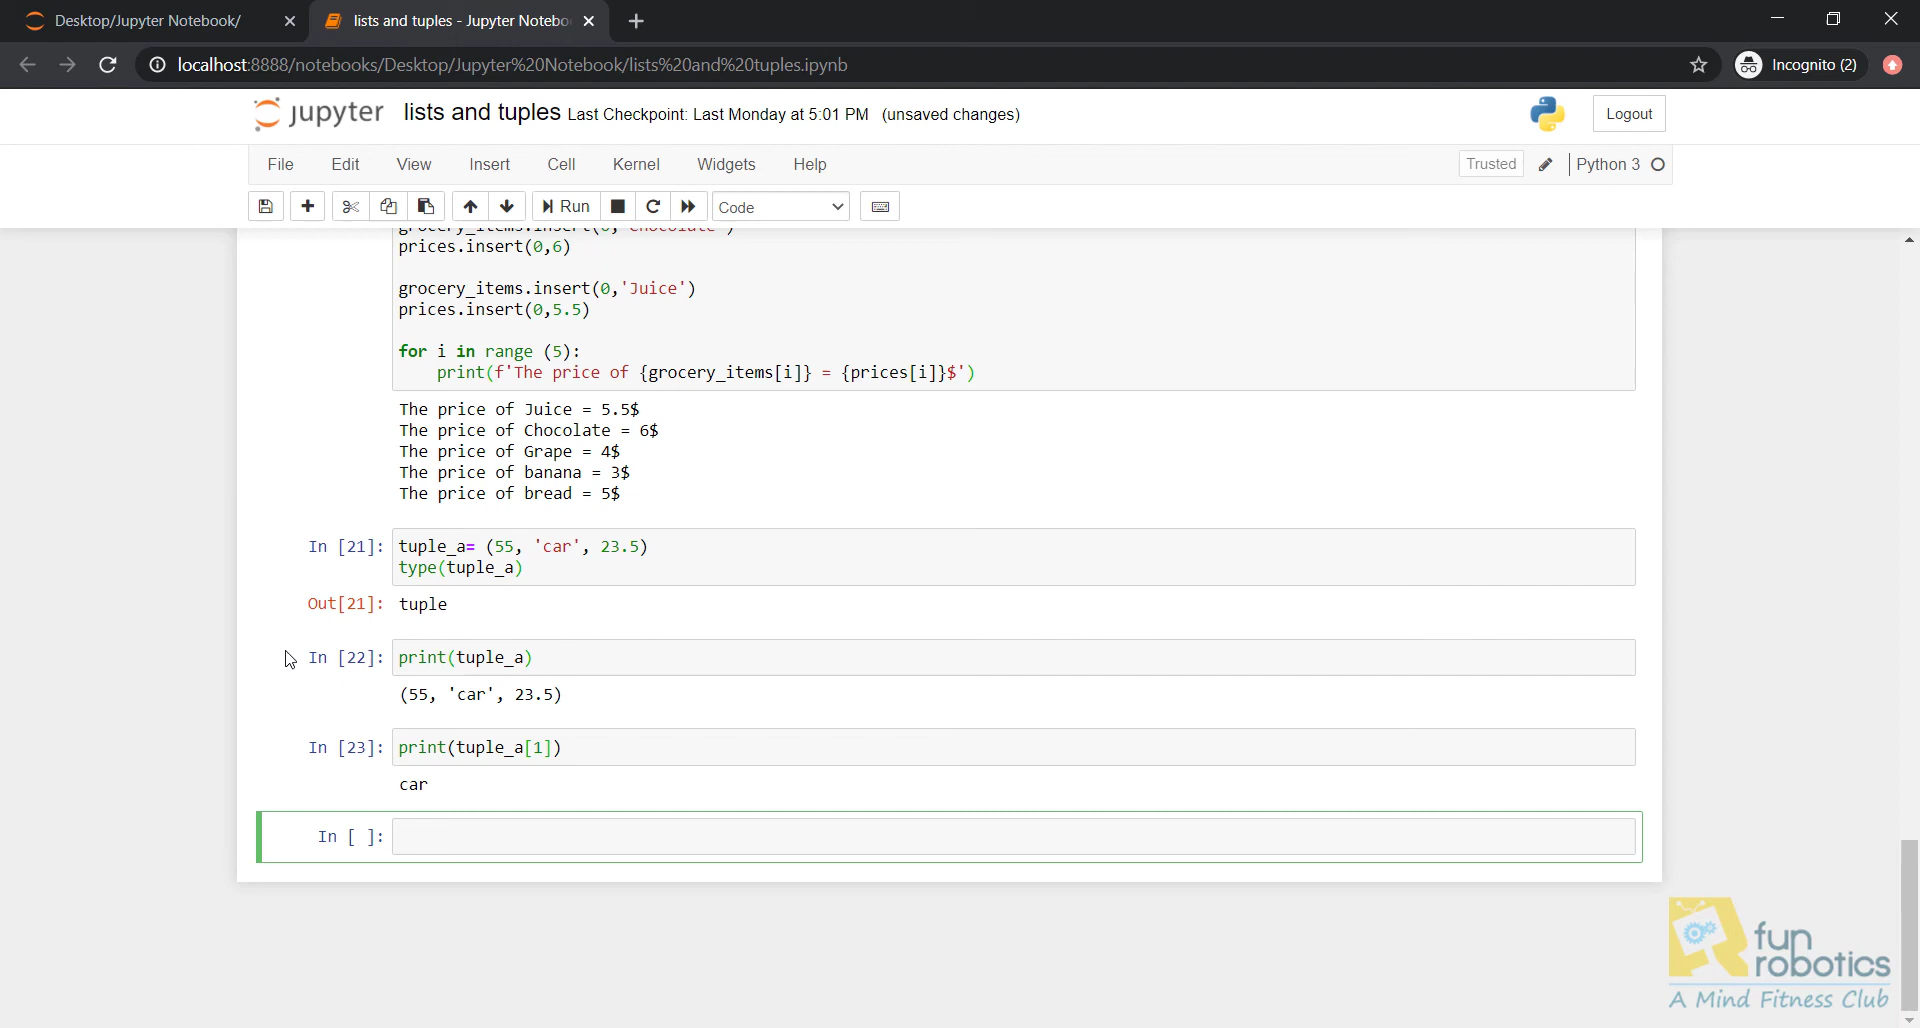 Desktop/Jupyter Notebook/
lists and tuples - Jupyter Notebo
localhost:8888/notebooks/Desktop/Jupyter%20Notebook/lists%20and%20tuples.ipynb
Incognito (2)
jupyter lists and tuples Last Checkpoint: Last Monday at 5:01 PM (unsaved changes)
Logout
File Edit View Insert Cell Kernel Widgets Help
Trusted Python 3
Run Code
grocery_items.insert(0,'Chocolate')
prices.insert(0,6)
grocery_items.insert(0,'Juice')
prices.insert(0,5.5)
for i in range (5):
print(f'The price of {grocery_items[i]} = {prices[i]}$')
The price of Juice = 5.5$
The price of Chocolate = 6$
The price of Grape = 4$
The price of banana = 3$
The price of bread = 5$
In [21]: tuple_a= (55, 'car', 23.5)
type(tuple_a)
Out[21]: tuple
In [22]: print(tuple_a)
(55, 'car', 23.5)
In [23]: print(tuple_a[1])
car
In [ ]:
fun
robotics
A Mind Fitness Club